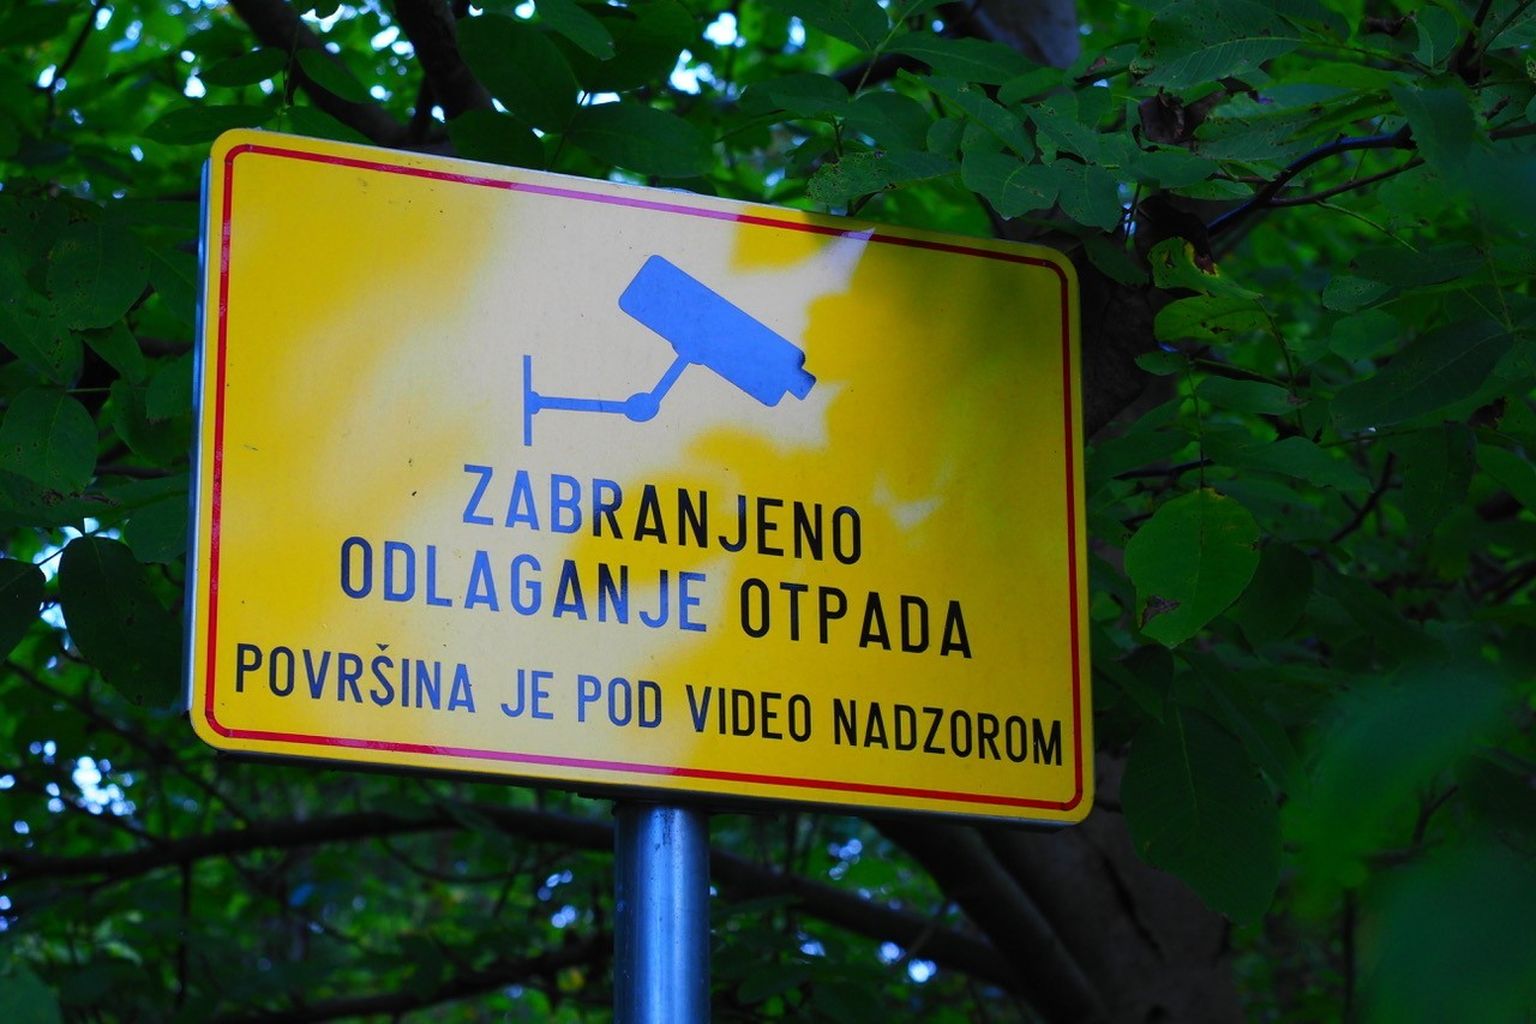 ZABRANJENO
ODLAGANJE OTPADA
POVRŠINA JE POD VIDEO NADZOROM